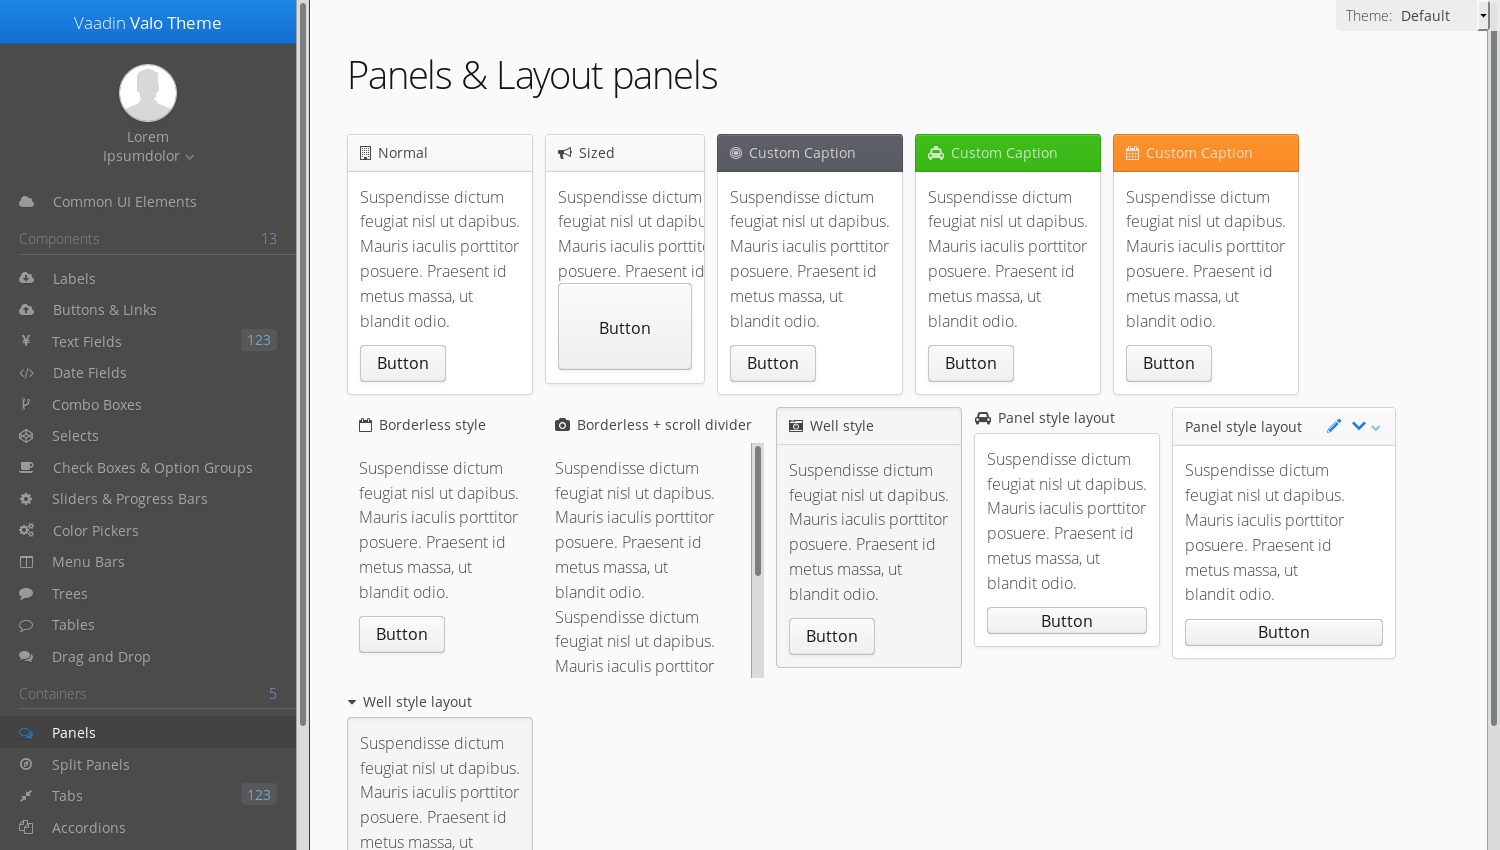 Vaadin Valo Theme
Lorem
Ipsumdolor
Common UI Elements
Components 13
Labels
Buttons & Links
Text Fields 123
Date Fields
Combo Boxes
Selects
Check Boxes & Option Groups
Sliders & Progress Bars
Color Pickers
Menu Bars
Trees
Tables
Drag and Drop
Containers 5
Panels
Split Panels
Tabs 123
Accordions
Theme: Default
Panels & Layout panels
Normal
Suspendisse dictum
feugiat nisl ut dapibus.
Mauris iaculis porttitor
posuere. Praesent id
metus massa, ut
blandit odio.
Button
Sized
Suspendisse dictum
feugiat nisl ut dapibu
Mauris iaculis porttito
posuere. Praesent id
Button
Custom Caption
Suspendisse dictum
feugiat nisl ut dapibus.
Mauris iaculis porttitor
posuere. Praesent id
metus massa, ut
blandit odio.
Button
Custom Caption
Suspendisse dictum
feugiat nisl ut dapibus.
Mauris iaculis porttitor
posuere. Praesent id
metus massa, ut
blandit odio.
Button
Custom Caption
Suspendisse dictum
feugiat nisl ut dapibus.
Mauris iaculis porttitor
posuere. Praesent id
metus massa, ut
blandit odio.
Button
Borderless style
Suspendisse dictum
feugiat nisl ut dapibus.
Mauris iaculis porttitor
posuere. Praesent id
metus massa, ut
blandit odio.
Button
Borderless + scroll divider
Suspendisse dictum
feugiat nisl ut dapibus.
Mauris iaculis porttitor
posuere. Praesent id
metus massa, ut
blandit odio.
Suspendisse dictum
feugiat nisl ut dapibus.
Mauris iaculis porttitor
Well style
Suspendisse dictum
feugiat nisl ut dapibus.
Mauris iaculis porttitor
posuere. Praesent id
metus massa, ut
blandit odio.
Button
Panel style layout
Suspendisse dictum
feugiat nisl ut dapibus.
Mauris iaculis porttitor
posuere. Praesent id
metus massa, ut
blandit odio.
Button
Panel style layout
Suspendisse dictum
feugiat nisl ut dapibus.
Mauris iaculis porttitor
posuere. Praesent id
metus massa, ut
blandit odio.
Button
Well style layout
Suspendisse dictum
feugiat nisl ut dapibus.
Mauris iaculis porttitor
posuere. Praesent id
metus massa, ut